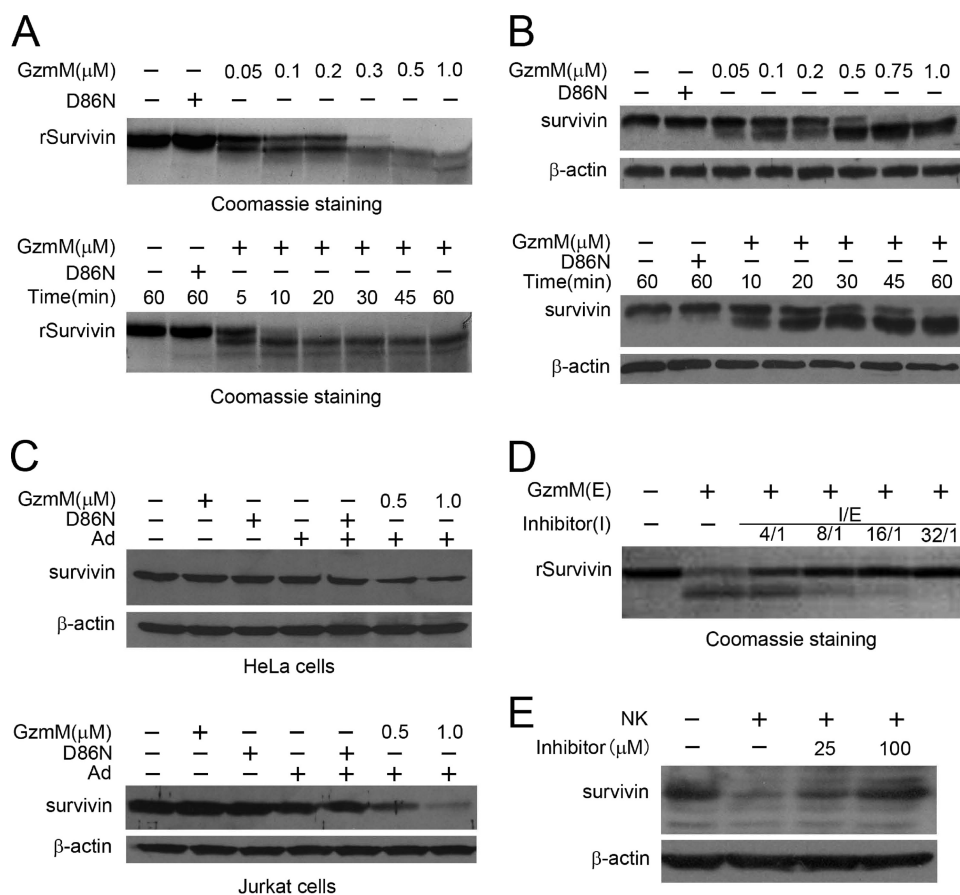 A
GzmM(μM) − − 0.05 0.1 0.2 0.3 0.5 1.0
D86N − + − − − − − −
rSurvivin
Coomassie staining
GzmM(μM) − − + + + + + +
D86N − + − − − − − −
Time(min) 60 60 5 10 20 30 45 60
rSurvivin
Coomassie staining
B
GzmM(μM) − − 0.05 0.1 0.2 0.5 0.75 1.0
D86N − + − − − − − −
survivin
β-actin
GzmM(μM) − − + + + + +
D86N − + − − − − −
Time(min) 60 60 10 20 30 45 60
survivin
β-actin
C
GzmM(μM) − + − − − 0.5 1.0
D86N − − + − + − −
Ad − − − + + + +
survivin
β-actin
HeLa cells
GzmM(μM) − + − − − 0.5 1.0
D86N − − + − + − −
Ad − − − + + + +
survivin
β-actin
Jurkat cells
D
GzmM(E) − + + + + +
I/E
Inhibitor(I) − − 4/1 8/1 16/1 32/1
rSurvivin
Coomassie staining
E
NK − + + +
Inhibitor(μM) − − 25 100
survivin
β-actin